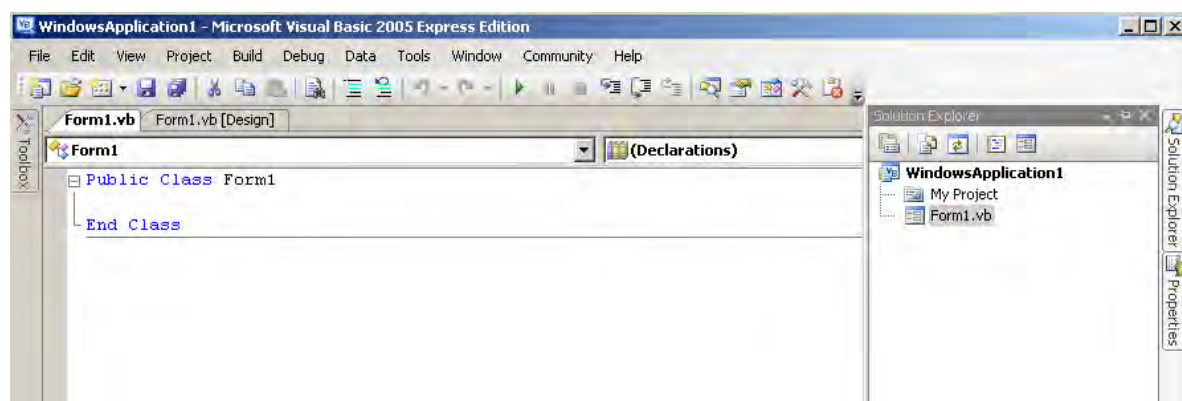 WindowsApplication1 - Microsoft Visual Basic 2005 Express Edition
File Edit View Project Build Debug Data Tools Window Community Help
Form1.vb Form1.vb [Design]
Solution Explorer
Toolbox
Form1
(Declarations)
Public Class Form1
End Class
WindowsApplication1
My Project
Form1.vb
Solution Explorer
Properties